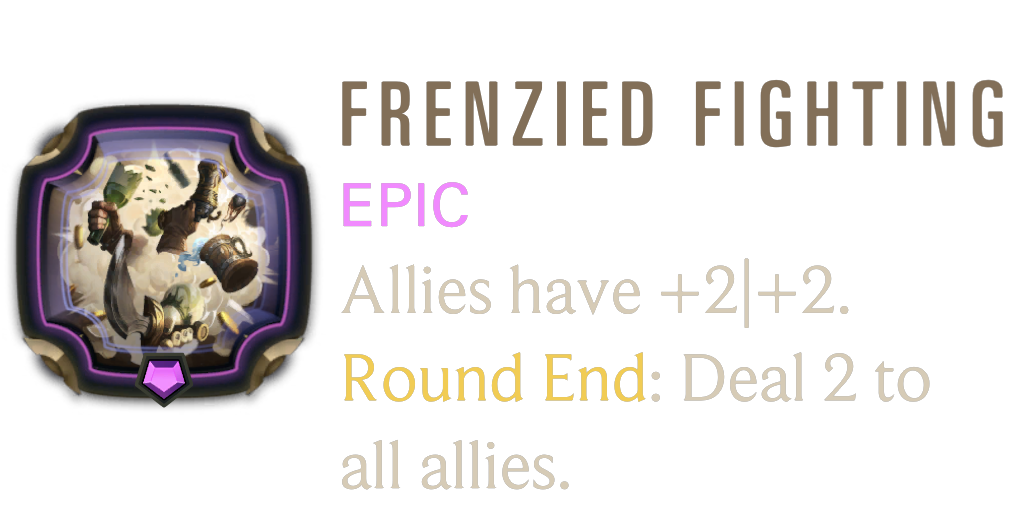 FRENZIED FIGHTING
EPIC
Allies have +2|+2.
Round End: Deal 2 to
all allies.